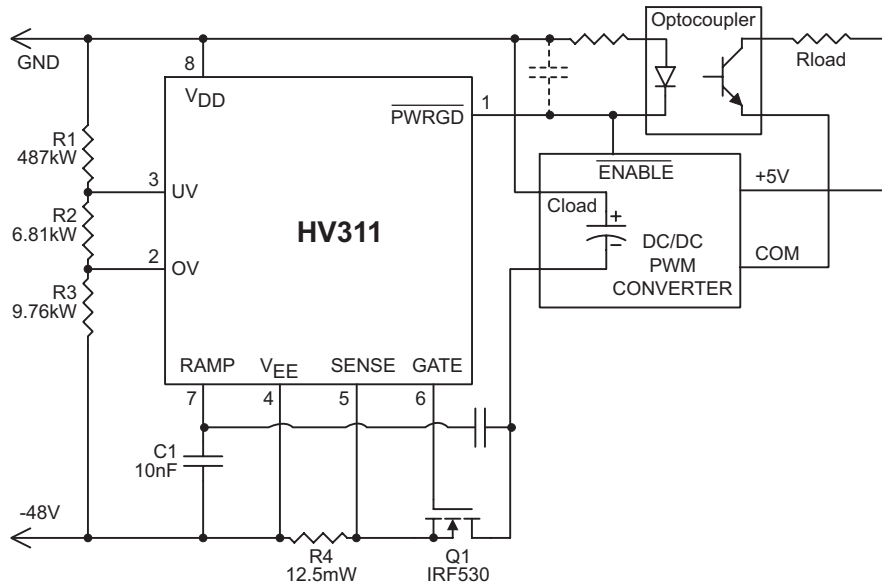 Optocoupler
GND
8
VDD
1
PWRGD
Rload
R1
487kW
3
UV
ENABLE
+5V
R2
6.81kW
HV311
Cload
+
–
DC/DC
PWM
CONVERTER
COM
2
OV
R3
9.76kW
RAMP
VEE
SENSE
GATE
7
4
5
6
C1
10nF
-48V
R4
12.5mW
Q1
IRF530